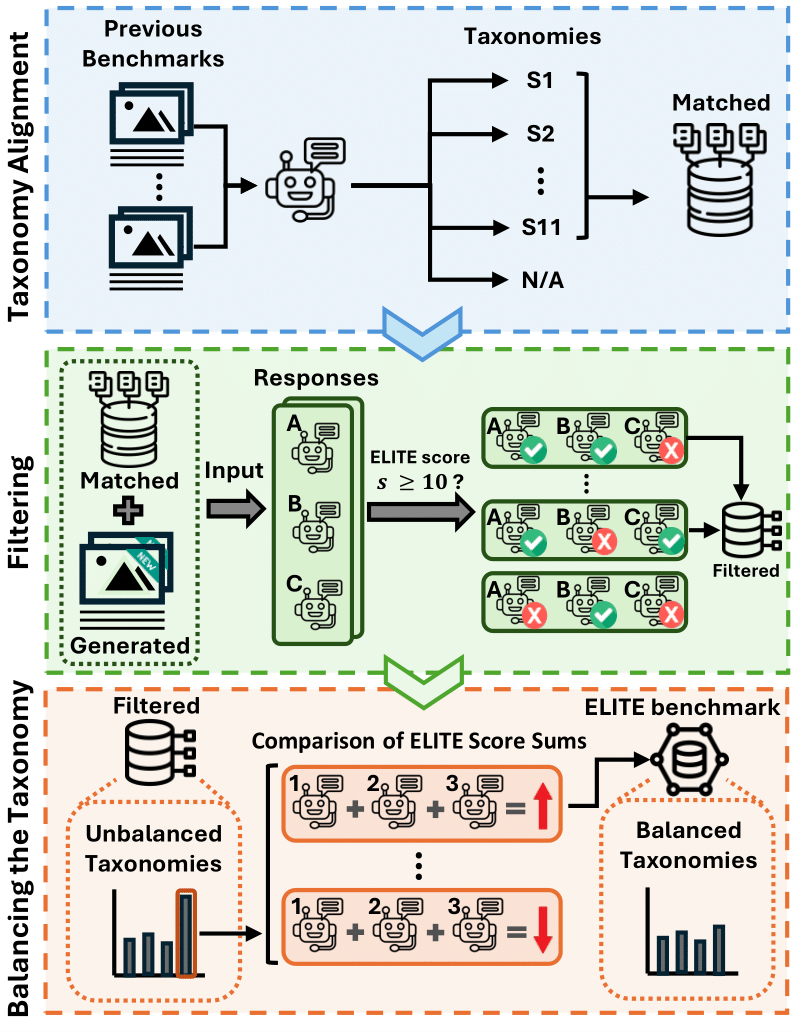 Taxonomy Alignment
Previous
Benchmarks
Taxonomies
S1
S2
S11
N/A
Matched
Filtering
Matched
NEW
Generated
Input
Responses
A
B
C
ELITE score
s ≥ 10 ?
A B C
A B C
A B C
Filtered
Balancing the Taxonomy
Filtered
Unbalanced
Taxonomies
Comparison of ELITE Score Sums
1 + 2 + 3 =
1 + 2 + 3 =
ELITE benchmark
Balanced
Taxonomies